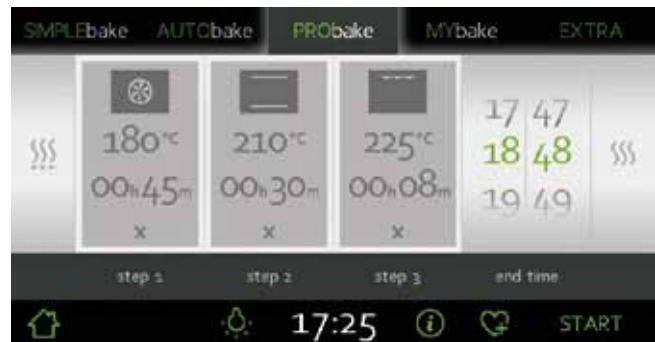 SIMPLEbake AUTObake PRObake MYbake EXTRA
17 47
180°C 210°C 225°C 18 48
00h45m 00h30m 00h08m 19 49
x x x
step 1 step 2 step 3 end time
17:25 i START